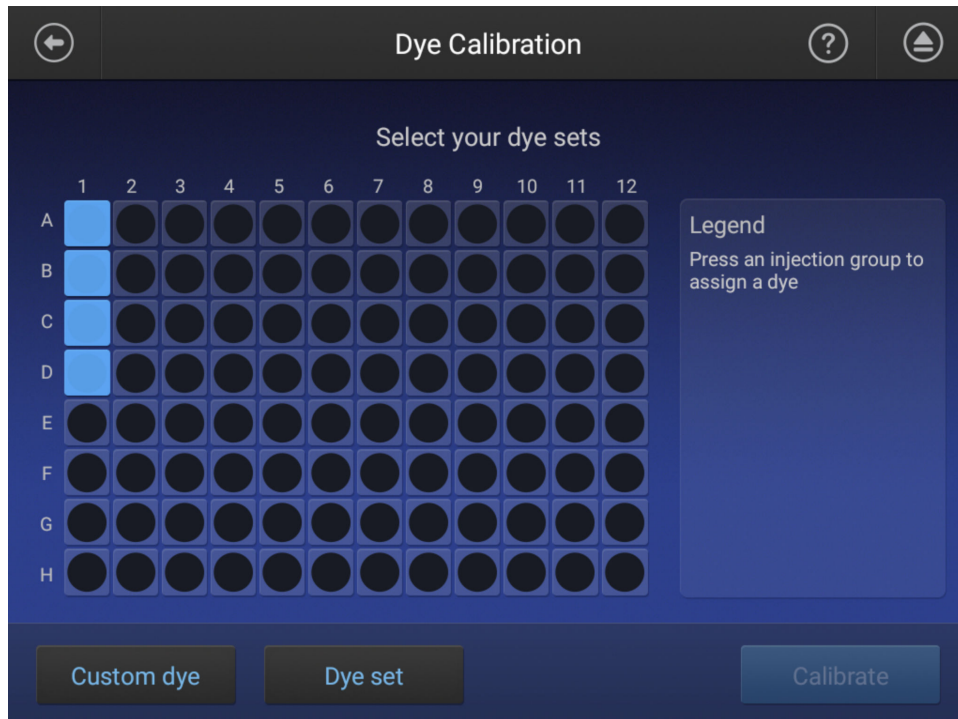 Dye Calibration
?
Select your dye sets
1 2 3 4 5 6 7 8 9 10 11 12
A
B
C
D
E
F
G
H
Legend
Press an injection group to
assign a dye
Custom dye
Dye set
Calibrate